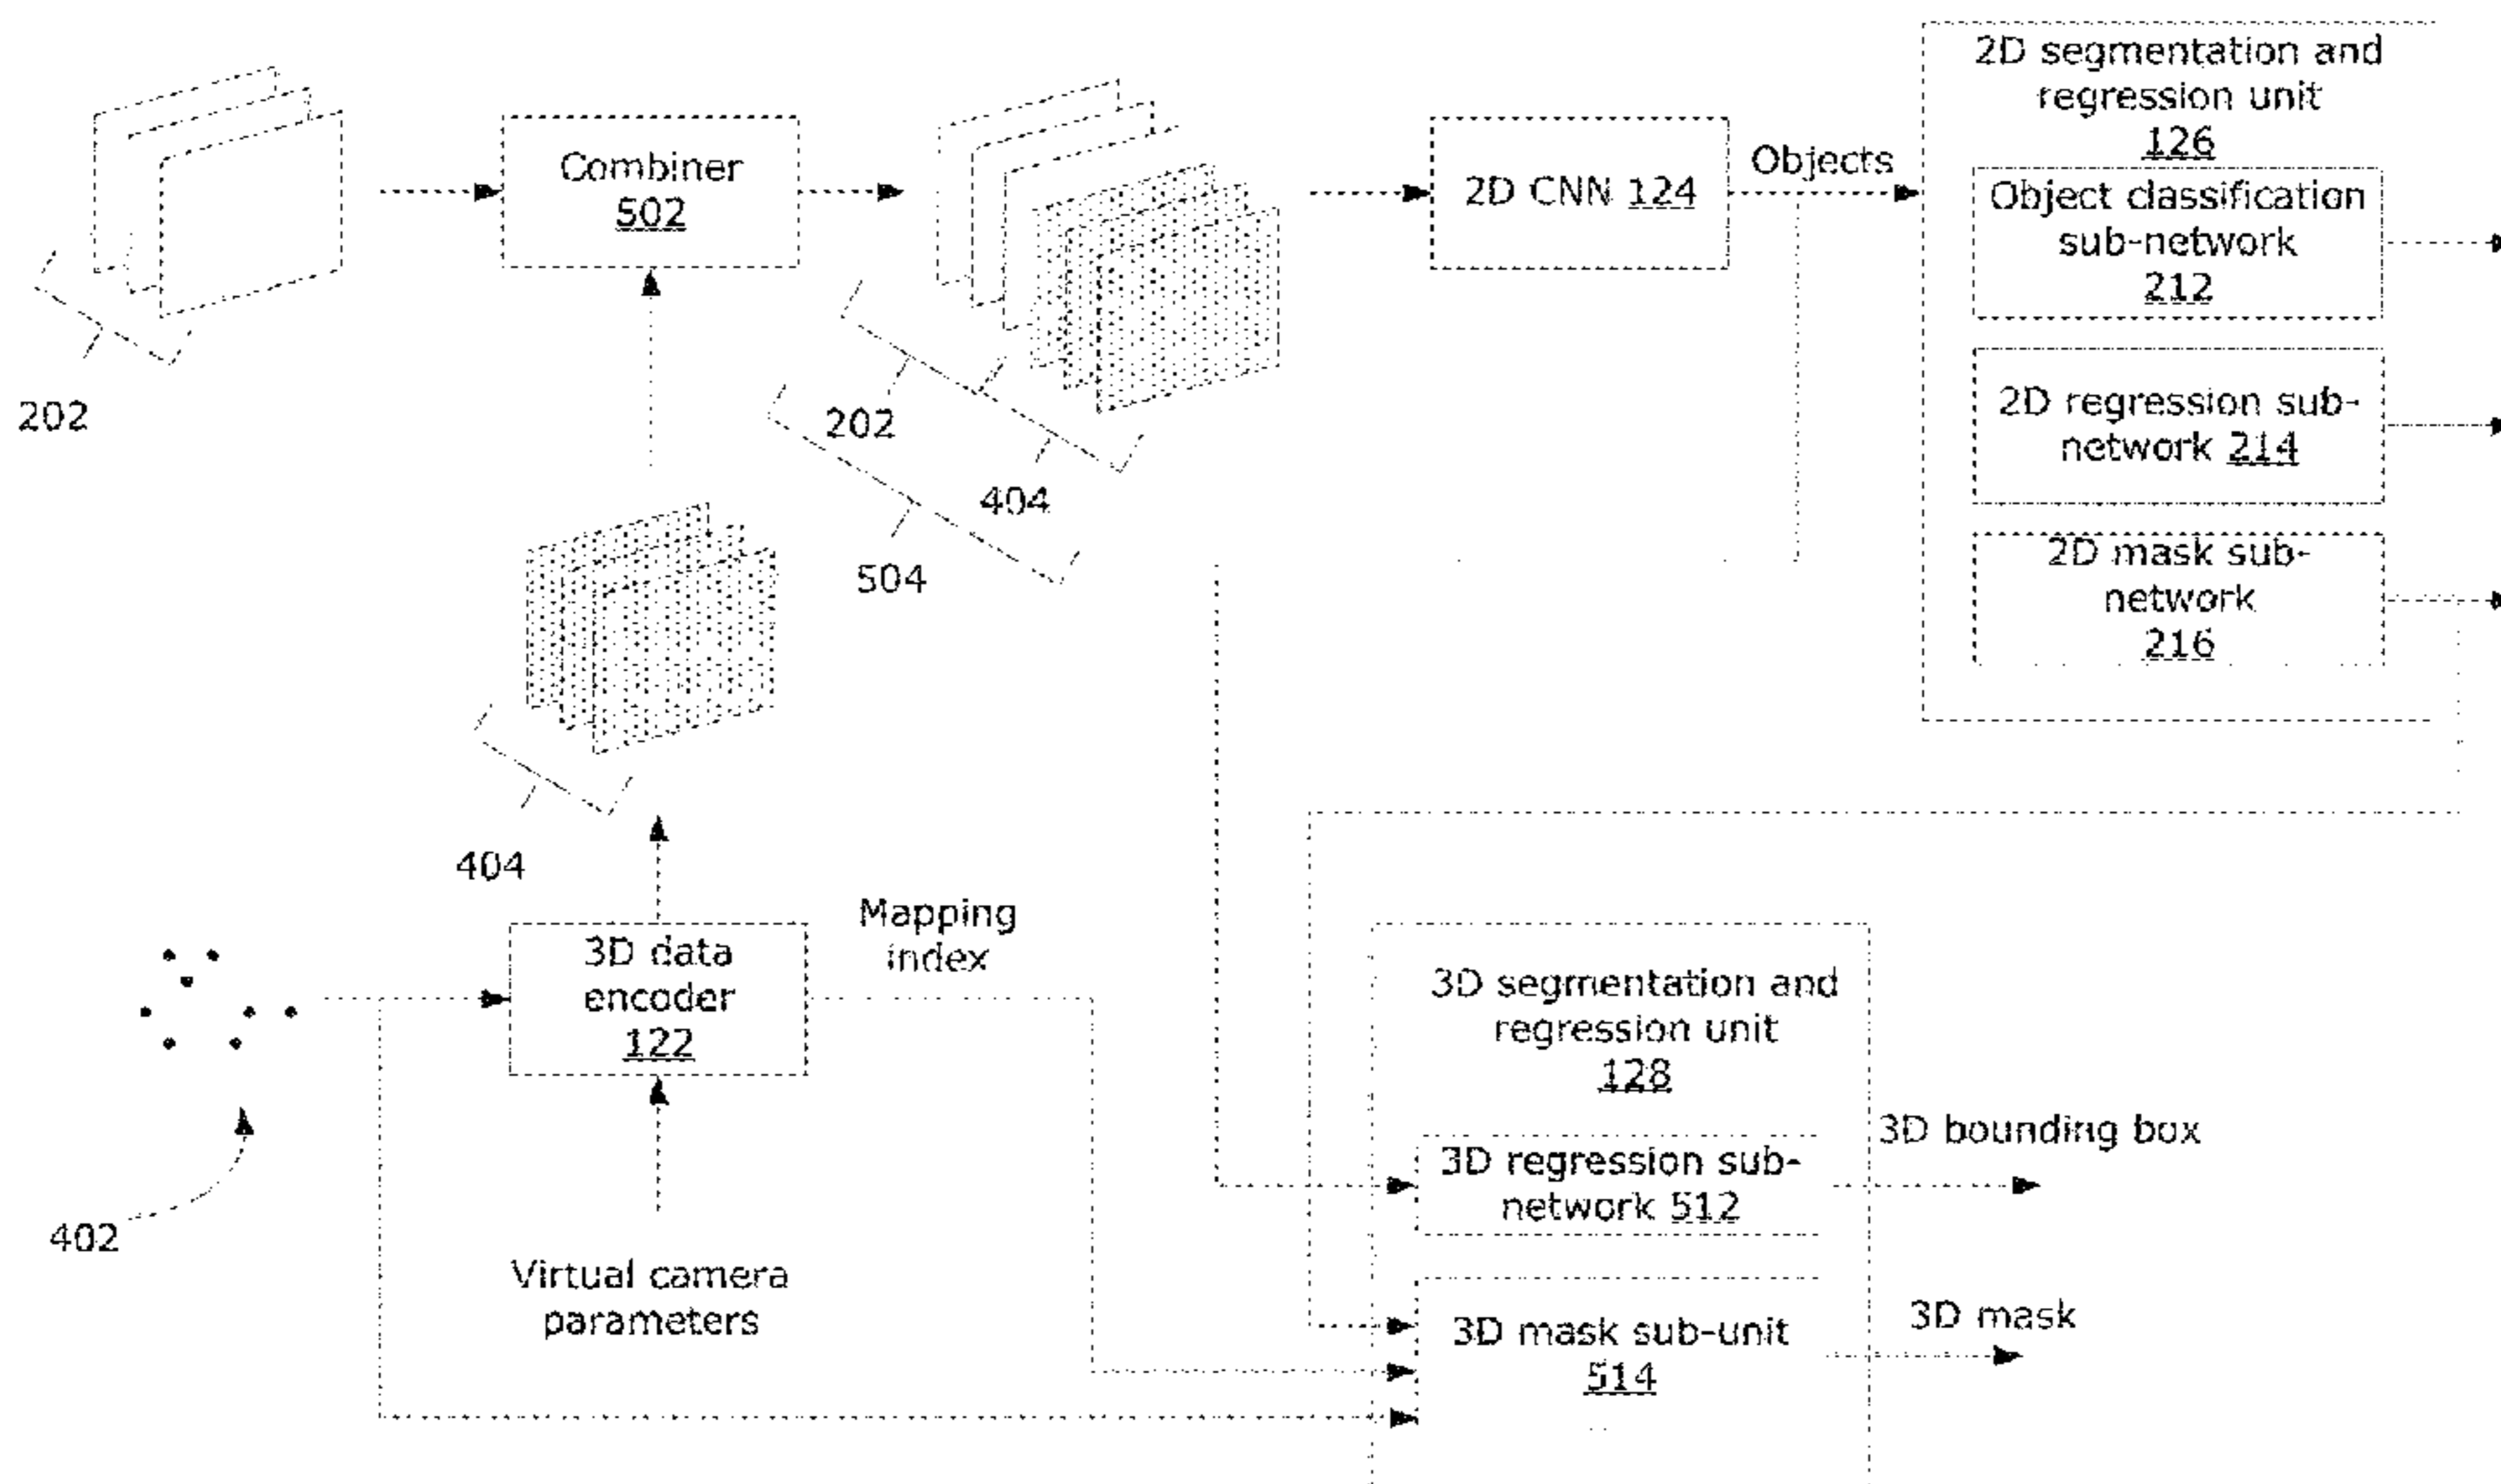 2D segmentation and
regression unit
126
Combiner
502
2D CNN 124
Objects
Object classification
sub-network
212
202
2D regression sub-
network 214
202
404
504
2D mask sub-
network
216
404
Mapping
index
3D data
encoder
122
3D segmentation and
regression unit
128
3D bounding box
3D regression sub-
network 512
402
Virtual camera
parameters
3D mask
3D mask sub-unit
514